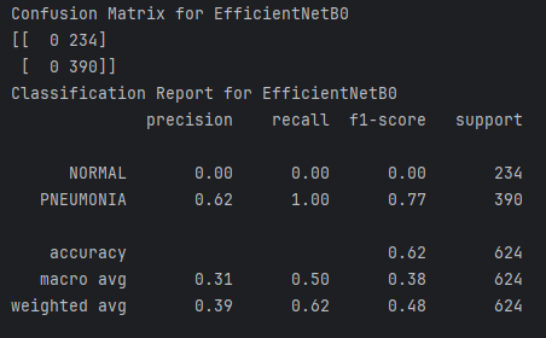 Confusion Matrix for EfficientNetB0
[[  0 234]
 [  0 390]]
Classification Report for EfficientNetB0
              precision    recall  f1-score   support

      NORMAL       0.00      0.00      0.00       234
   PNEUMONIA       0.62      1.00      0.77       390

    accuracy                           0.62       624
   macro avg       0.31      0.50      0.38       624
weighted avg       0.39      0.62      0.48       624